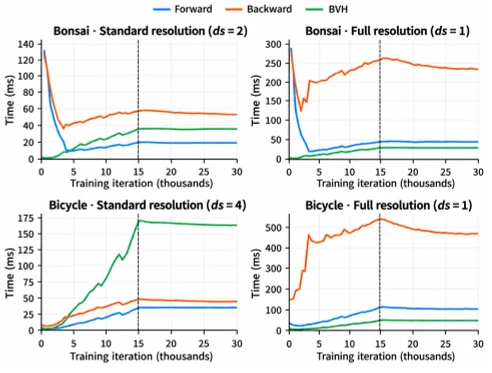 Forward Backward BVH
Bonsai · Standard resolution (ds = 2)
Time (ms)
140
120
100
80
60
40
20
0
0 5 10 15 20 25 30
Training iteration (thousands)
Bonsai · Full resolution (ds = 1)
Time (ms)
300
250
200
150
100
50
0
0 5 10 15 20 25 30
Training iteration (thousands)
Bicycle · Standard resolution (ds = 4)
Time (ms)
175
150
125
100
75
50
25
0
0 5 10 15 20 25 30
Training iteration (thousands)
Bicycle · Full resolution (ds = 1)
Time (ms)
500
400
300
200
100
0
0 5 10 15 20 25 30
Training iteration (thousands)